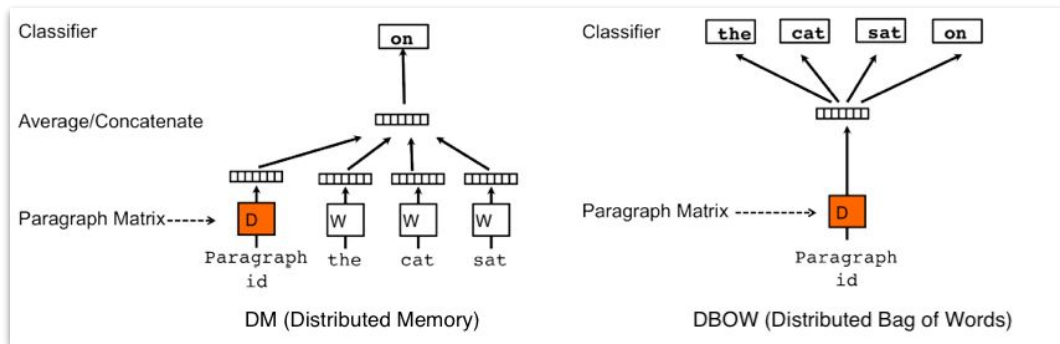 Classifier
on
Average/Concatenate
Paragraph Matrix
D
W
W
W
Paragraph
id
the
cat
sat
DM (Distributed Memory)
Classifier
the
cat
sat
on
Paragraph Matrix
D
Paragraph
id
DBOW (Distributed Bag of Words)